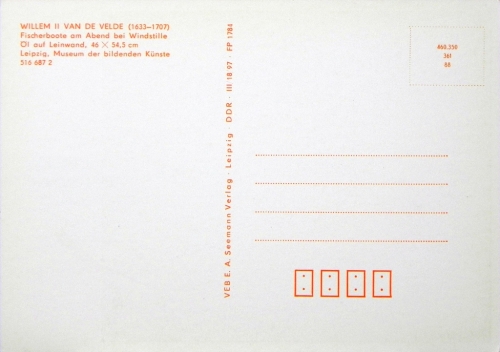 WILLEM II VAN DE VELDE (1633—1707)
Fischerboote am Abend bei Windstille
Öl auf Leinwand, 46 × 54,5 cm
Leipzig, Museum der bildenden Künste
516 687 2
VEB E. A. Seemann Verlag · Leipzig · DDR · III 18 97 · FP 1784
A60.350
361
88